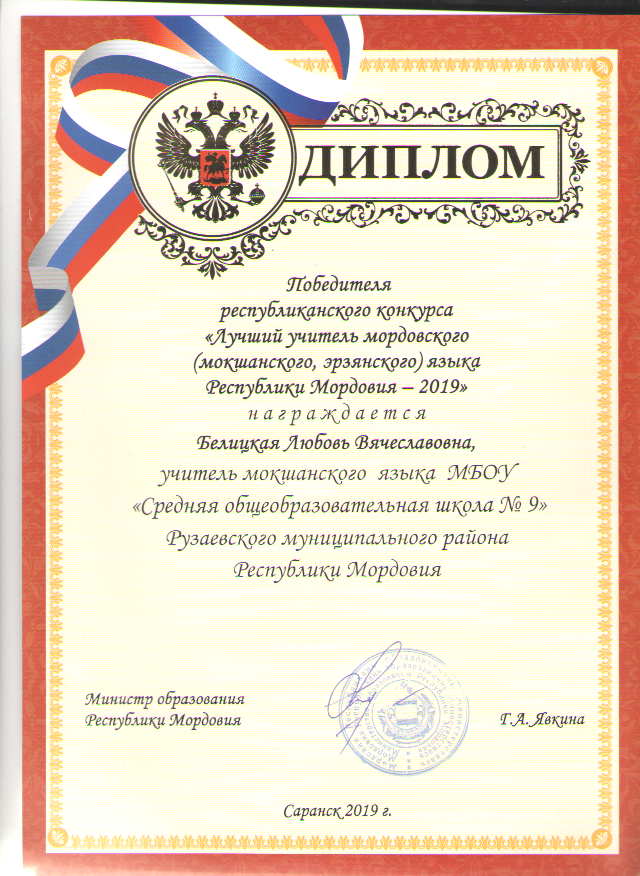 ДИПЛОМ
Победителя
республиканского конкурса
«Лучший учитель мордовского
(мокшанского, эрзянского) языка
Республики Мордовия – 2019»
награждается
Белицкая Любовь Вячеславовна,
учитель мокшанского языка МБОУ
«Средняя общеобразовательная школа № 9»
Рузаевского муниципального района
Республики Мордовия
Министр образования
Республики Мордовия
Г.А. Явкина
Саранск 2019 г.